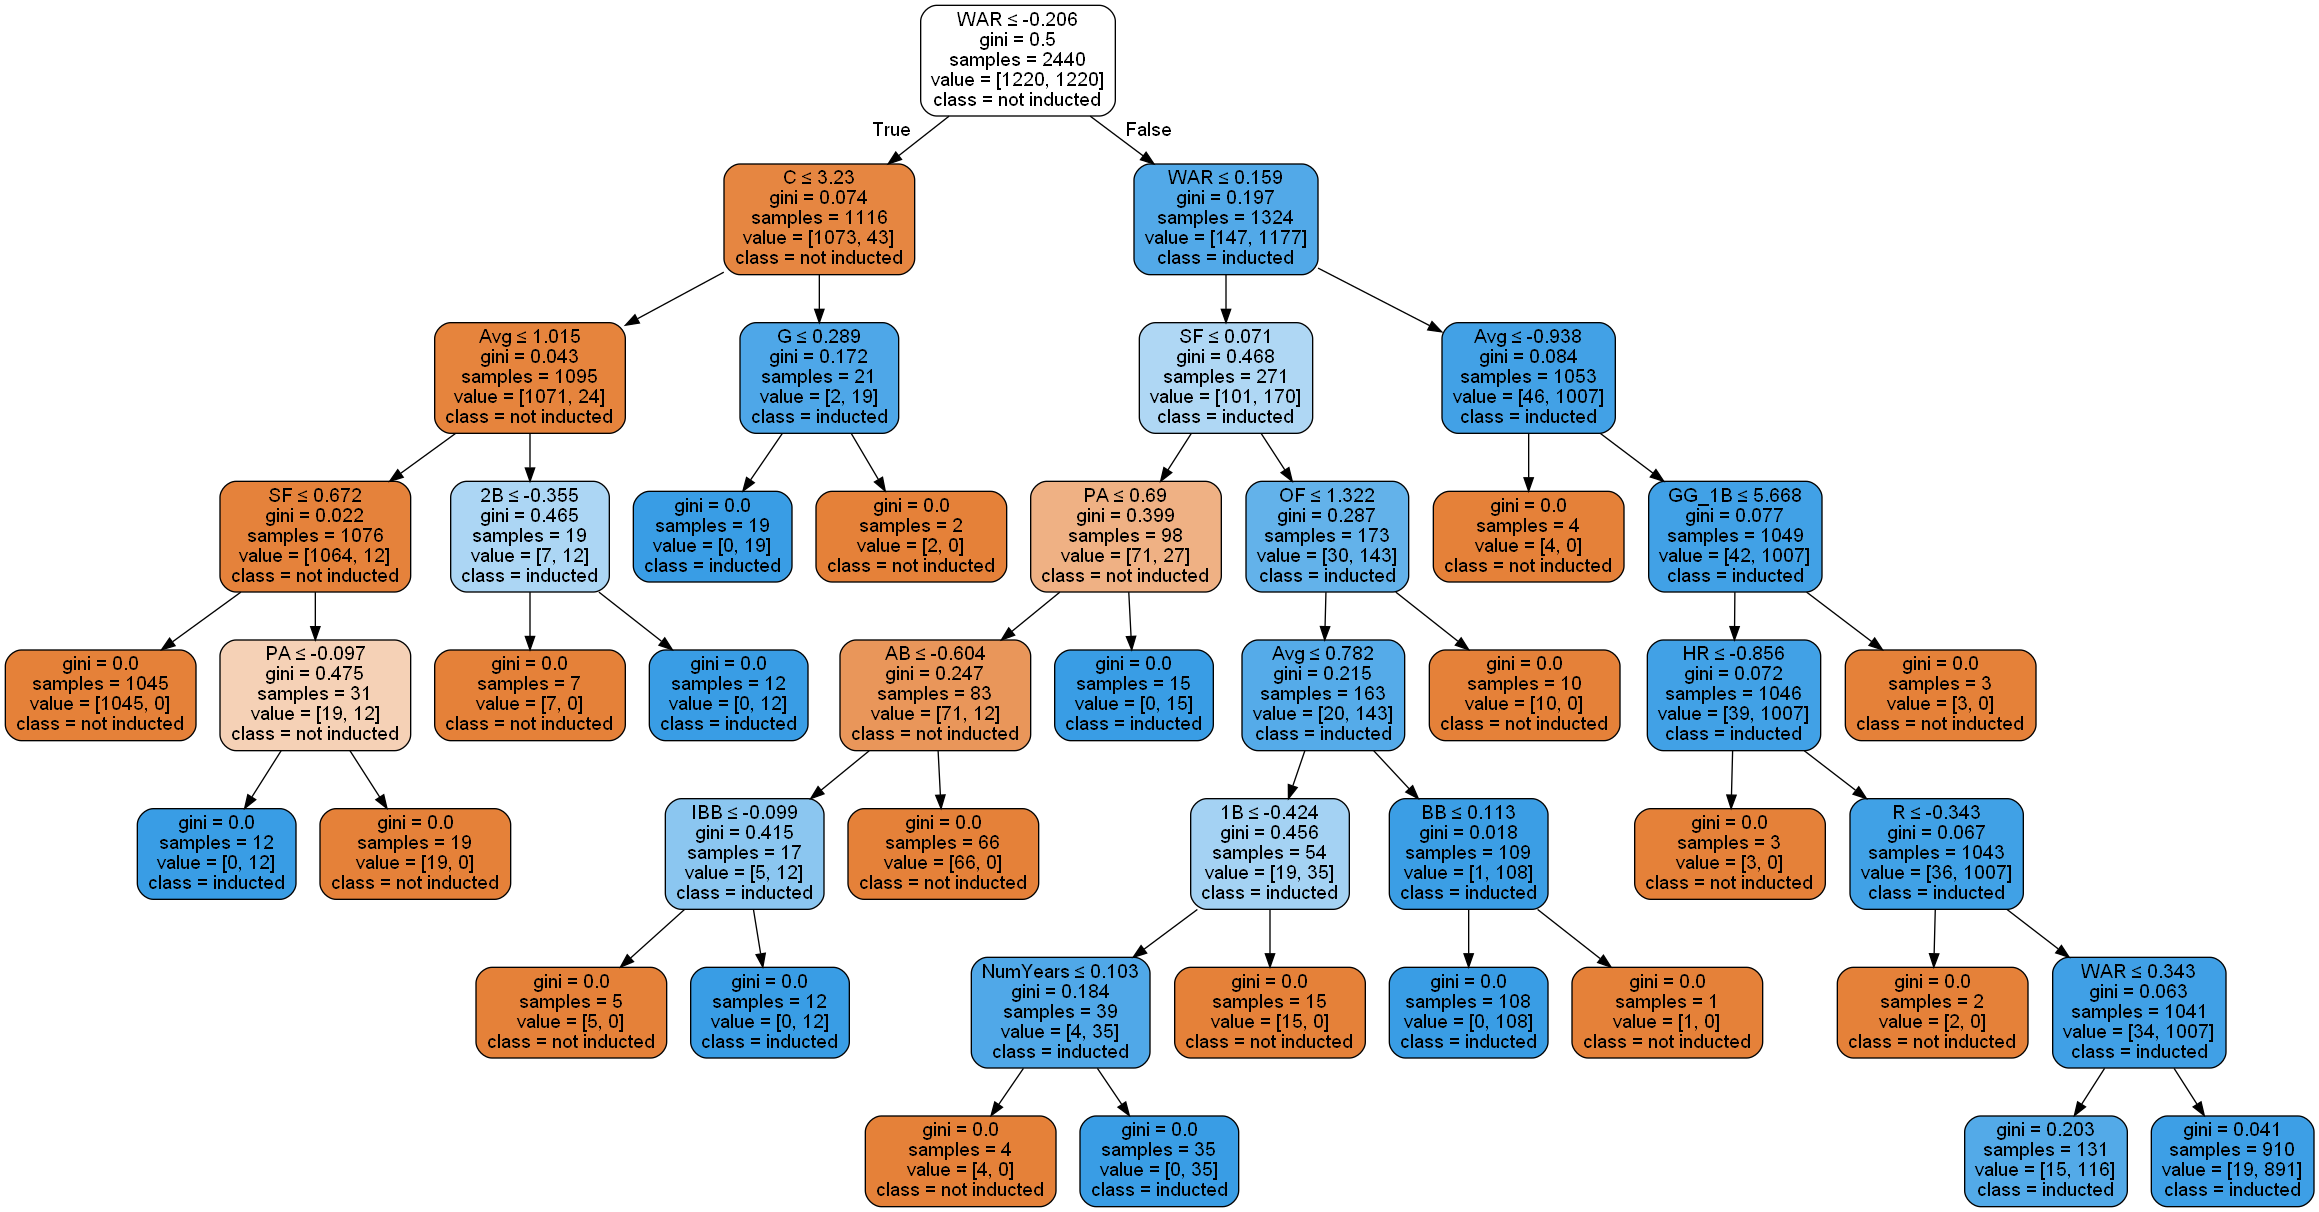 WAR ≤ -0.206
gini = 0.5
samples = 2440
value = [1220, 1220]
class = not inducted
True
False
C ≤ 3.23
gini = 0.074
samples = 1116
value = [1073, 43]
class = not inducted
WAR ≤ 0.159
gini = 0.197
samples = 1324
value = [147, 1177]
class = inducted
Avg ≤ 1.015
gini = 0.043
samples = 1095
value = [1071, 24]
class = not inducted
G ≤ 0.289
gini = 0.172
samples = 21
value = [2, 19]
class = inducted
SF ≤ 0.071
gini = 0.468
samples = 271
value = [101, 170]
class = inducted
Avg ≤ -0.938
gini = 0.084
samples = 1053
value = [46, 1007]
class = inducted
SF ≤ 0.672
gini = 0.022
samples = 1076
value = [1064, 12]
class = not inducted
2B ≤ -0.355
gini = 0.465
samples = 19
value = [7, 12]
class = inducted
gini = 0.0
samples = 19
value = [0, 19]
class = inducted
gini = 0.0
samples = 2
value = [2, 0]
class = not inducted
PA ≤ 0.69
gini = 0.399
samples = 98
value = [71, 27]
class = not inducted
OF ≤ 1.322
gini = 0.287
samples = 173
value = [30, 143]
class = inducted
gini = 0.0
samples = 4
value = [4, 0]
class = not inducted
GG_1B ≤ 5.668
gini = 0.077
samples = 1049
value = [42, 1007]
class = inducted
gini = 0.0
samples = 1045
value = [1045, 0]
class = not inducted
PA ≤ -0.097
gini = 0.475
samples = 31
value = [19, 12]
class = not inducted
gini = 0.0
samples = 7
value = [7, 0]
class = not inducted
gini = 0.0
samples = 12
value = [0, 12]
class = inducted
AB ≤ -0.604
gini = 0.247
samples = 83
value = [71, 12]
class = not inducted
gini = 0.0
samples = 15
value = [0, 15]
class = inducted
Avg ≤ 0.782
gini = 0.215
samples = 163
value = [20, 143]
class = inducted
gini = 0.0
samples = 10
value = [10, 0]
class = not inducted
HR ≤ -0.856
gini = 0.072
samples = 1046
value = [39, 1007]
class = inducted
gini = 0.0
samples = 3
value = [3, 0]
class = not inducted
gini = 0.0
samples = 12
value = [0, 12]
class = inducted
gini = 0.0
samples = 19
value = [19, 0]
class = not inducted
IBB ≤ -0.099
gini = 0.415
samples = 17
value = [5, 12]
class = inducted
gini = 0.0
samples = 66
value = [66, 0]
class = not inducted
1B ≤ -0.424
gini = 0.456
samples = 54
value = [19, 35]
class = inducted
BB ≤ 0.113
gini = 0.018
samples = 109
value = [1, 108]
class = inducted
gini = 0.0
samples = 3
value = [3, 0]
class = not inducted
R ≤ -0.343
gini = 0.067
samples = 1043
value = [36, 1007]
class = inducted
gini = 0.0
samples = 5
value = [5, 0]
class = not inducted
gini = 0.0
samples = 12
value = [0, 12]
class = inducted
NumYears ≤ 0.103
gini = 0.184
samples = 39
value = [4, 35]
class = inducted
gini = 0.0
samples = 15
value = [15, 0]
class = not inducted
gini = 0.0
samples = 108
value = [0, 108]
class = inducted
gini = 0.0
samples = 1
value = [1, 0]
class = not inducted
gini = 0.0
samples = 2
value = [2, 0]
class = not inducted
WAR ≤ 0.343
gini = 0.063
samples = 1041
value = [34, 1007]
class = inducted
gini = 0.0
samples = 4
value = [4, 0]
class = not inducted
gini = 0.0
samples = 35
value = [0, 35]
class = inducted
gini = 0.203
samples = 131
value = [15, 116]
class = inducted
gini = 0.041
samples = 910
value = [19, 891]
class = inducted